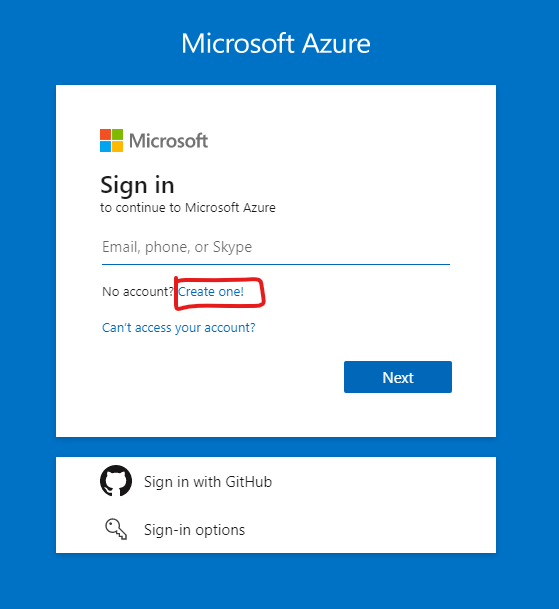 Microsoft Azure
Microsoft
Sign in
to continue to Microsoft Azure
Email, phone, or Skype
No account? Create one!
Can't access your account?
Next
Sign in with GitHub
Sign-in options